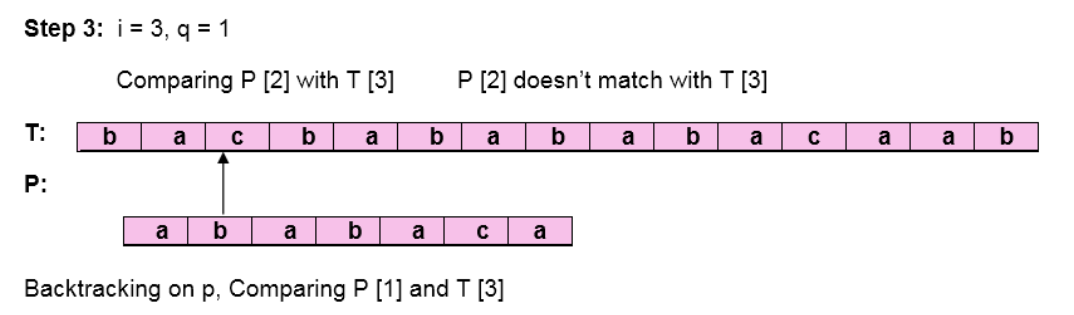 Step 3: i = 3, q = 1
Comparing P [2] with T [3] P [2] doesn't match with T [3]
T: b a c b a b a b a b a c a a b
P:
a b a b a c a
Backtracking on p, Comparing P [1] and T [3]